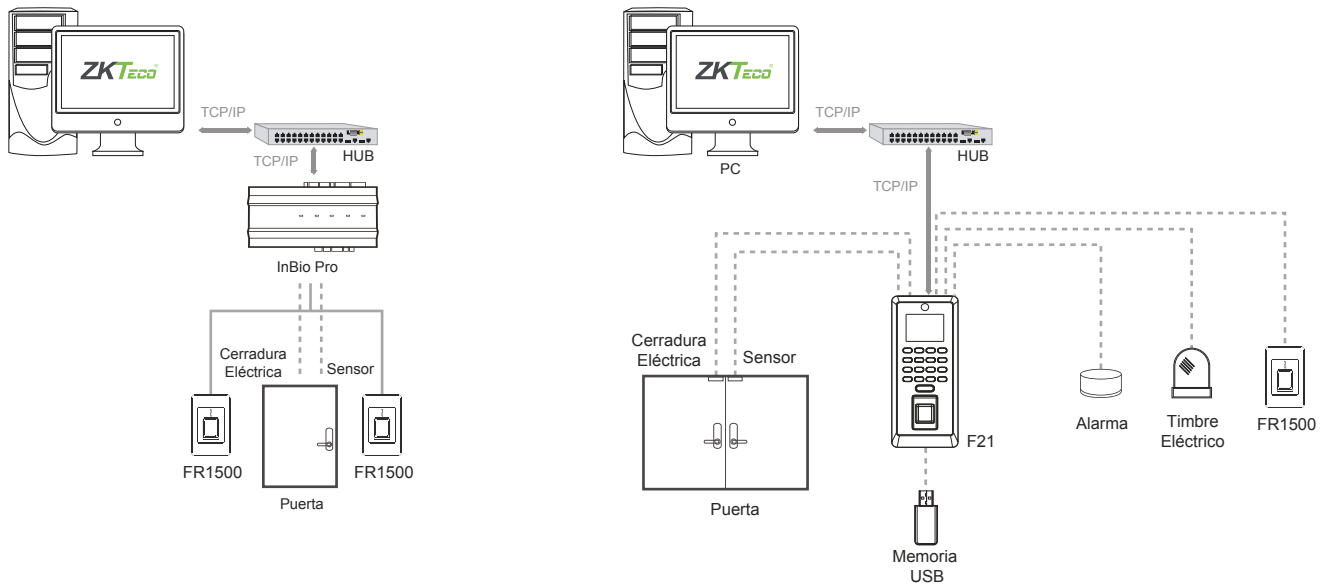 ZKTECO
TCP/IP
HUB
TCP/IP
InBio Pro
Cerradura
Eléctrica
Sensor
FR1500
FR1500
Puerta
ZKTECO
TCP/IP
HUB
PC
TCP/IP
Cerradura
Eléctrica
Sensor
Puerta
F21
Alarma
Timbre
Eléctrico
FR1500
Memoria
USB